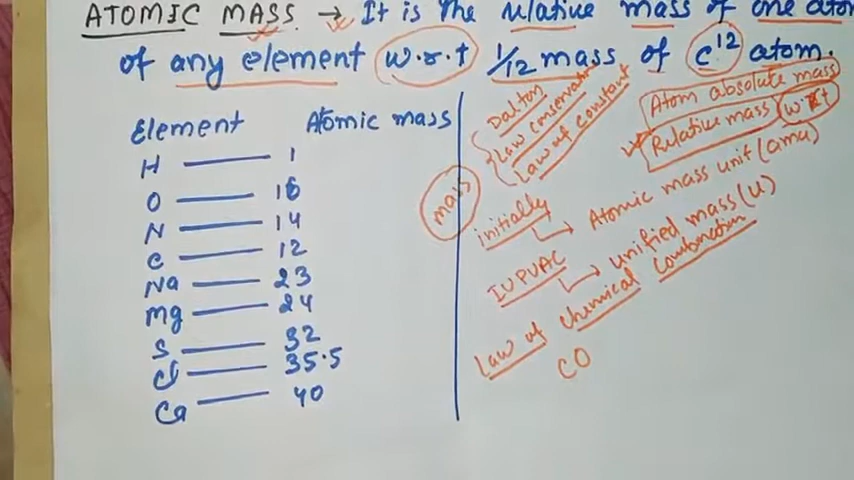 ATOMIC MASS → It is the relative mass of one atom
of any element w.r.t 1/12 mass of C¹² atom.
Element Atomic mass
H — 1
O — 16
N — 14
C — 12
Na — 23
Mg — 24
S — 32
Cl — 35.5
Ca — 40
mass
Dalton
Law conservation
Law of constant
Atom absolute mass
Relative mass w.r.t
initially
Atomic mass unit (amu)
IUPUAC
unified mass (u)
Law of chemical combination
CO